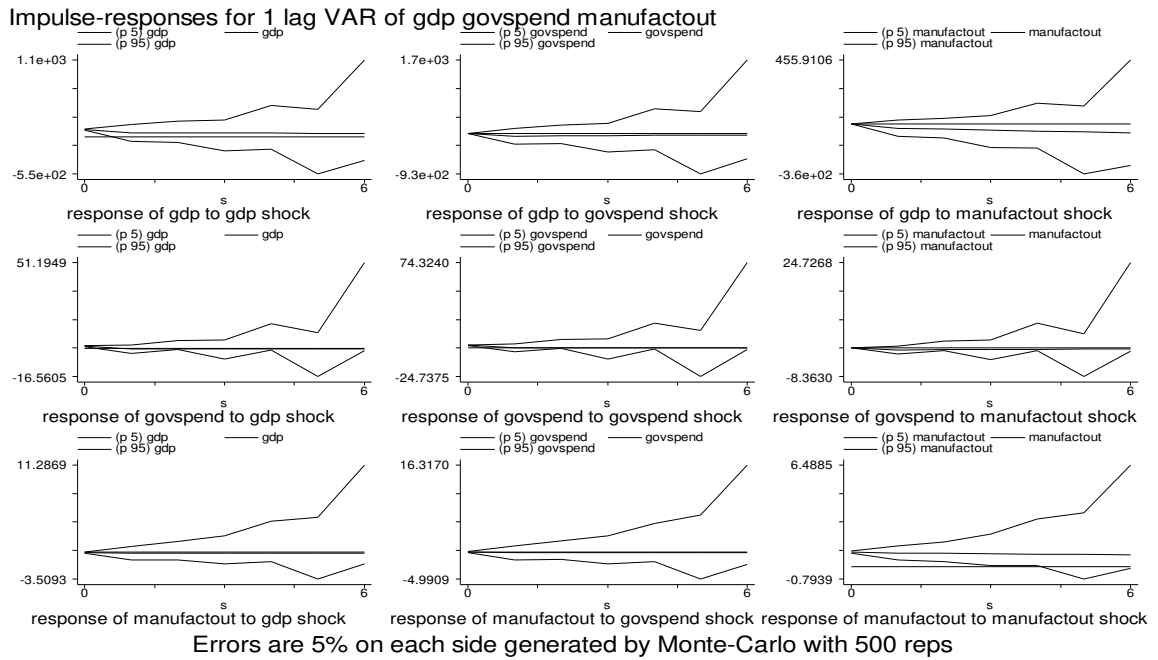 Impulse-responses for 1 lag VAR of gdp govspend manufactout
(p 5) gdp gdp
(p 95) gdp
1.1e+03
-5.5e+02
0 6
s
response of gdp to gdp shock
(p 5) govspend govspend
(p 95) govspend
1.7e+03
-9.3e+02
0 6
s
response of gdp to govspend shock
(p 5) manufactout manufactout
(p 95) manufactout
455.9106
-3.6e+02
0 6
s
response of gdp to manufactout shock
(p 5) gdp gdp
(p 95) gdp
51.1949
-16.5605
0 6
s
response of govspend to gdp shock
(p 5) govspend govspend
(p 95) govspend
74.3240
-24.7375
0 6
s
response of govspend to govspend shock
(p 5) manufactout manufactout
(p 95) manufactout
24.7268
-8.3630
0 6
s
response of govspend to manufactout shock
(p 5) gdp gdp
(p 95) gdp
11.2869
-3.5093
0 6
s
response of manufactout to gdp shock
(p 5) govspend govspend
(p 95) govspend
16.3170
-4.9909
0 6
s
response of manufactout to govspend shock
(p 5) manufactout manufactout
(p 95) manufactout
6.4885
-0.7939
0 6
s
response of manufactout to manufactout shock
Errors are 5% on each side generated by Monte-Carlo with 500 reps